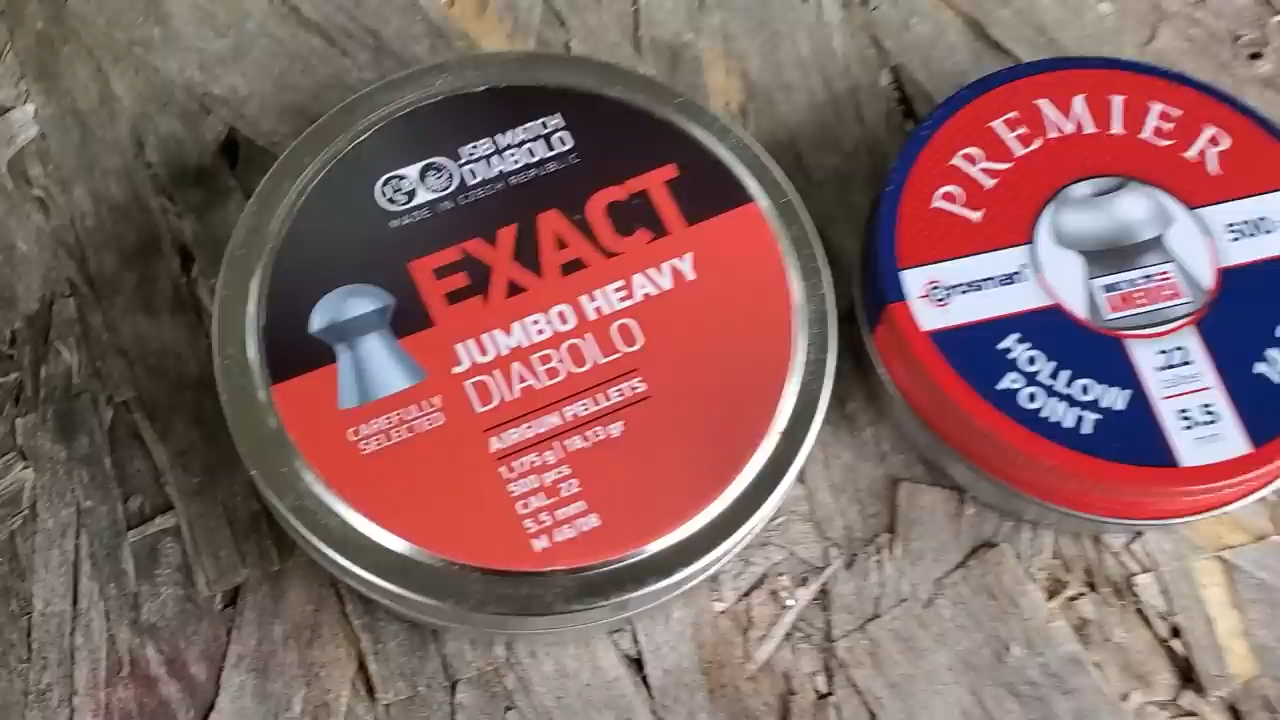 JSB MATCH
DIABOLO
MADE IN CZECH REPUBLIC
EXACT
JUMBO HEAVY
DIABOLO
CAREFULLY
SELECTED
AIRGUN PELLETS
1,175 g | 18,13 gr
500 pcs
CAL. 22
5.5 mm
PREMIER
500
Crosman
HOLLOW
POINT
.22
5.5